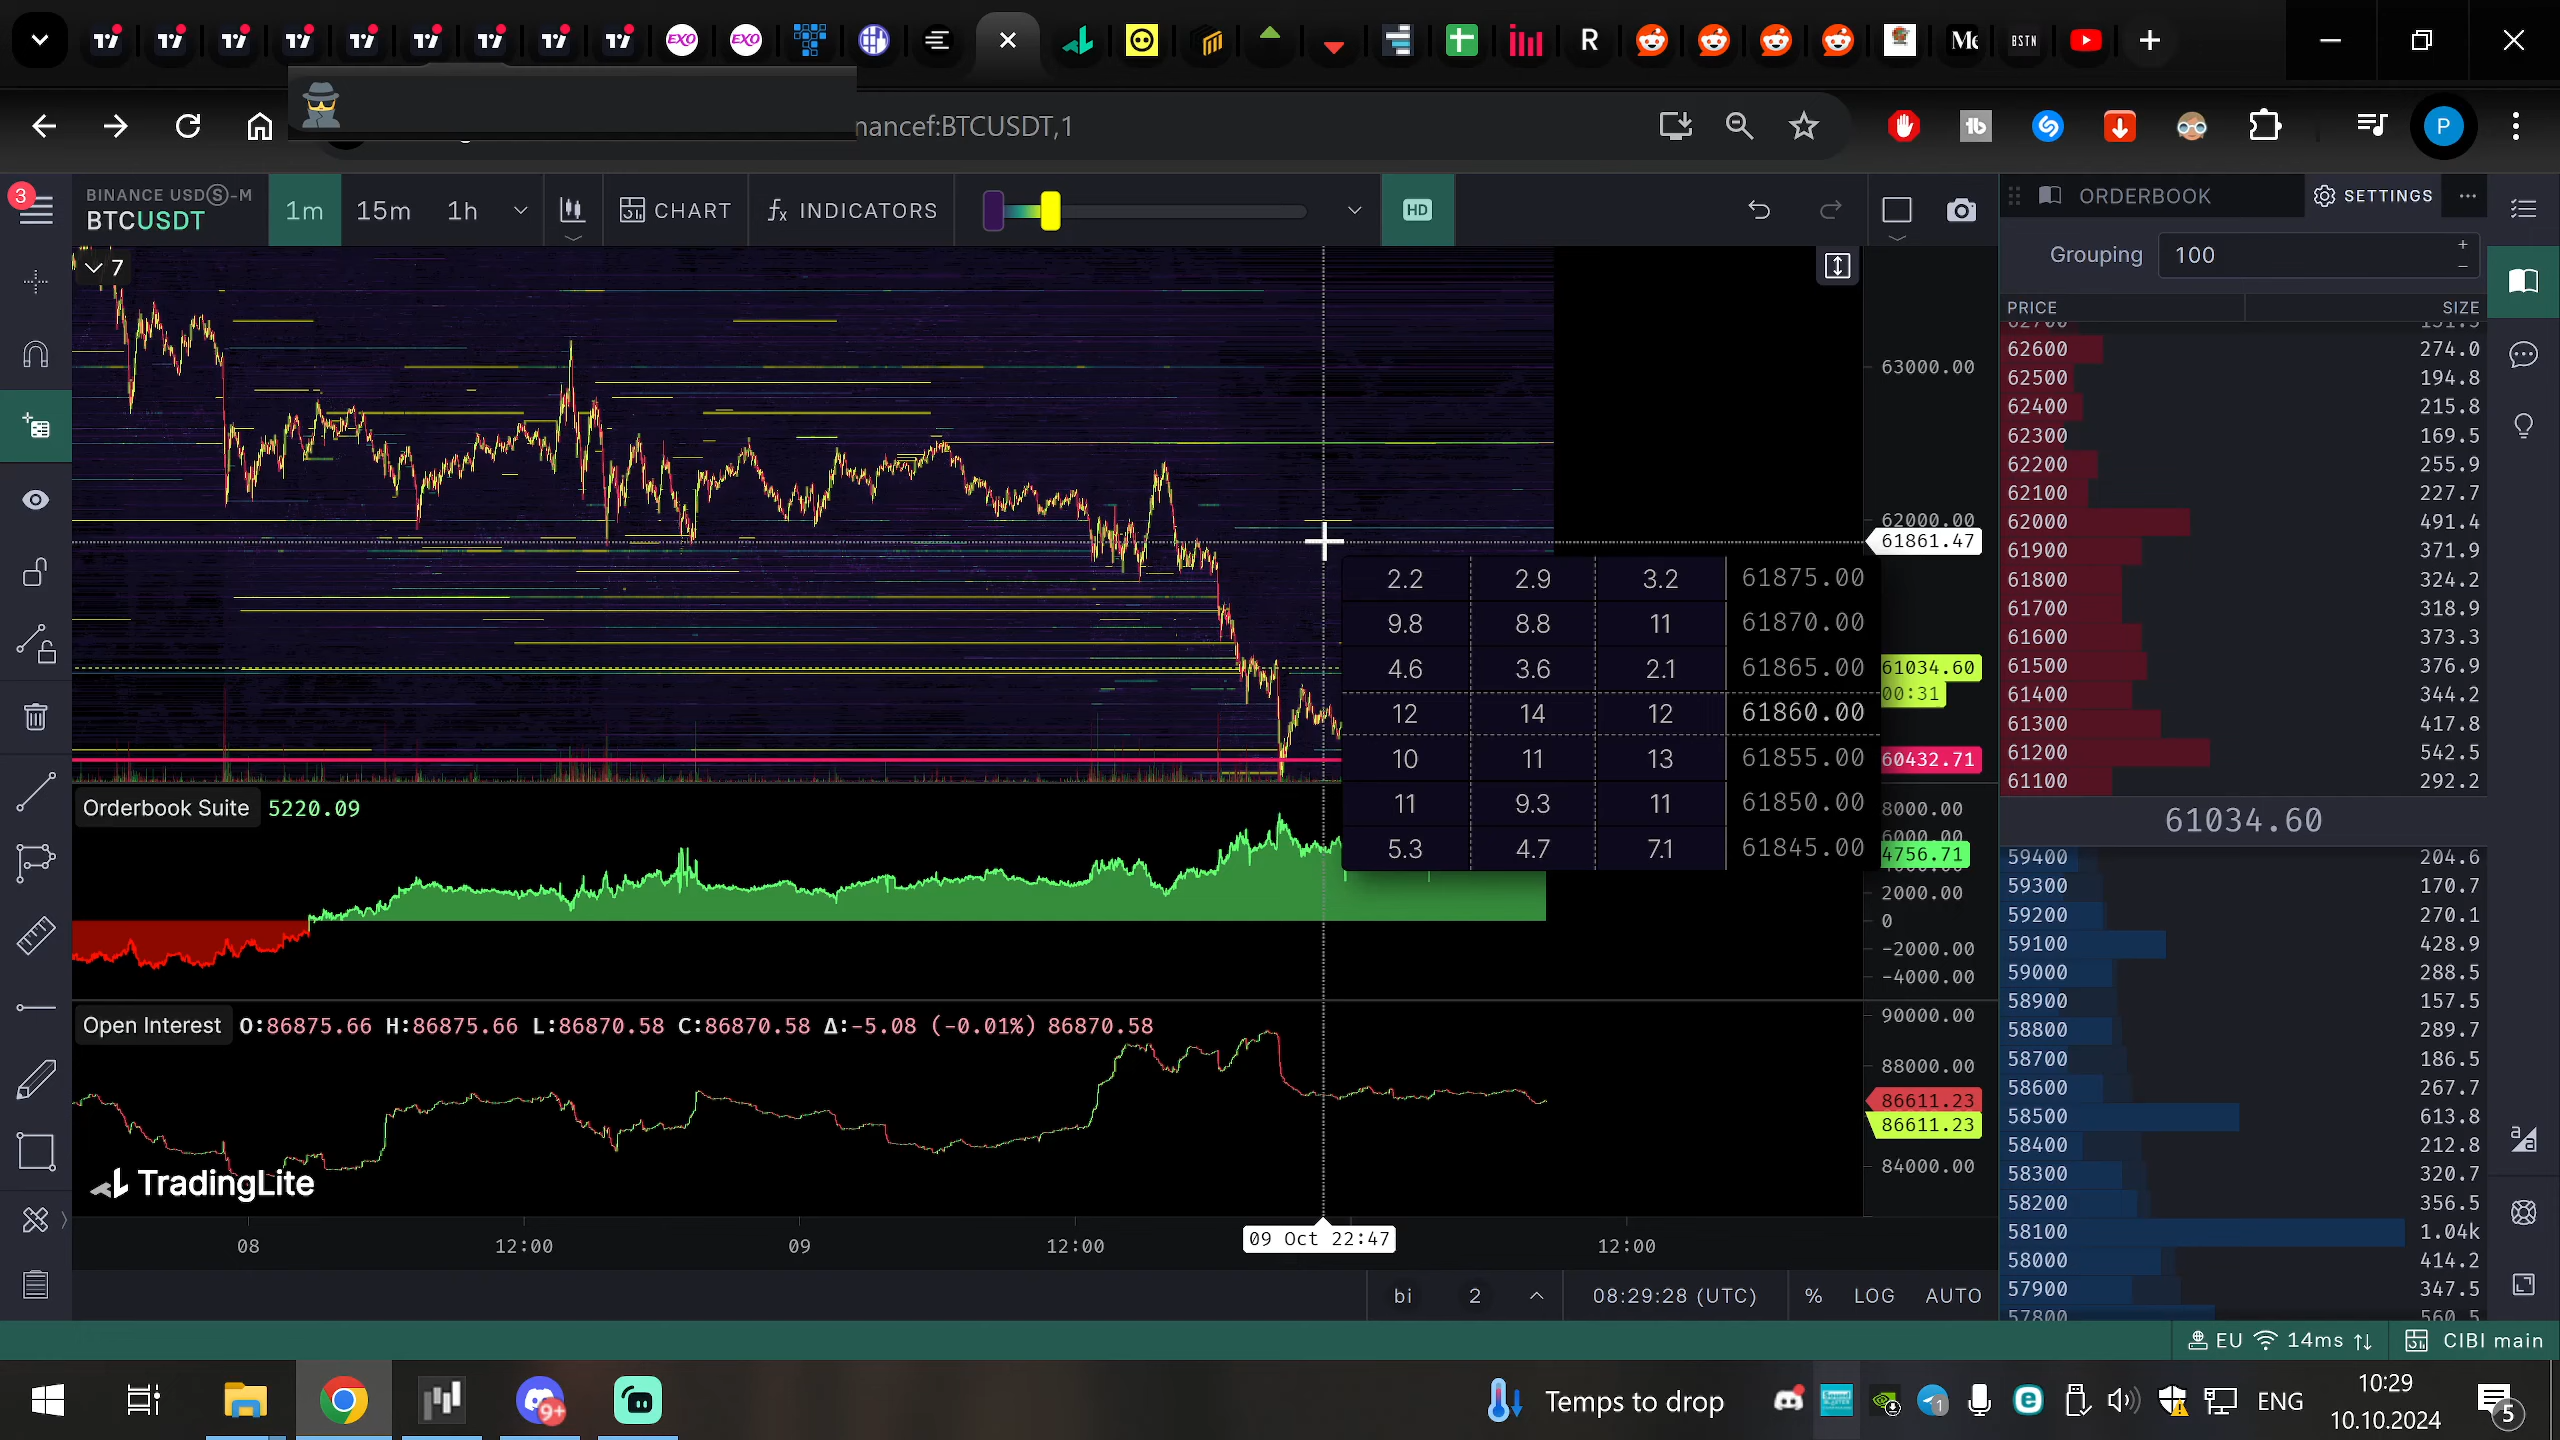 EXO
EXO
R
Me
BSTN
nancef:BTCUSDT,1
P
3
BINANCE USDⓈ-M
BTCUSDT
1m
15m
1h
CHART
fx INDICATORS
HD
ORDERBOOK
SETTINGS
Grouping
100
PRICE
SIZE
7
62600 274.0
62500 194.8
62400 215.8
62300 169.5
62200 255.9
62100 227.7
62000 491.4
61900 371.9
61800 324.2
61700 318.9
61600 373.3
61500 376.9
61400 344.2
61300 417.8
61200 542.5
61100 292.2
61034.60
59400 204.6
59300 170.7
59200 270.1
59100 428.9
59000 288.5
58900 157.5
58800 289.7
58700 186.5
58600 267.7
58500 613.8
58400 212.8
58300 320.7
58200 356.5
58100 1.04k
58000 414.2
57900 347.5
63000.00
62000.00
61861.47
61034.60
00:31
60432.71
2.2 2.9 3.2 61875.00
9.8 8.8 11 61870.00
4.6 3.6 2.1 61865.00
12 14 12 61860.00
10 11 13 61855.00
11 9.3 11 61850.00
5.3 4.7 7.1 61845.00
Orderbook Suite 5220.09
8000.00
6000.00
4756.71
2000.00
0
-2000.00
-4000.00
Open Interest O:86875.66 H:86875.66 L:86870.58 C:86870.58 Δ:-5.08 (-0.01%) 86870.58
90000.00
88000.00
86611.23
86611.23
84000.00
TradingLite
08 12:00 09 12:00 09 Oct 22:47 12:00
bi 2 08:29:28 (UTC) % LOG AUTO
EU 14ms CIBI main
9+
Temps to drop
1
ENG
10:29
10.10.2024
5